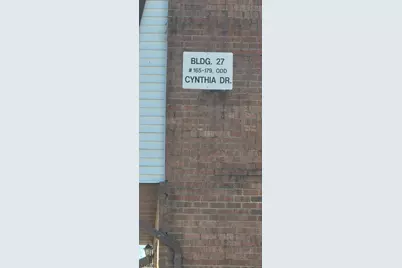 BLDG. 27
# 165-179, ODD
CYNTHIA DR.